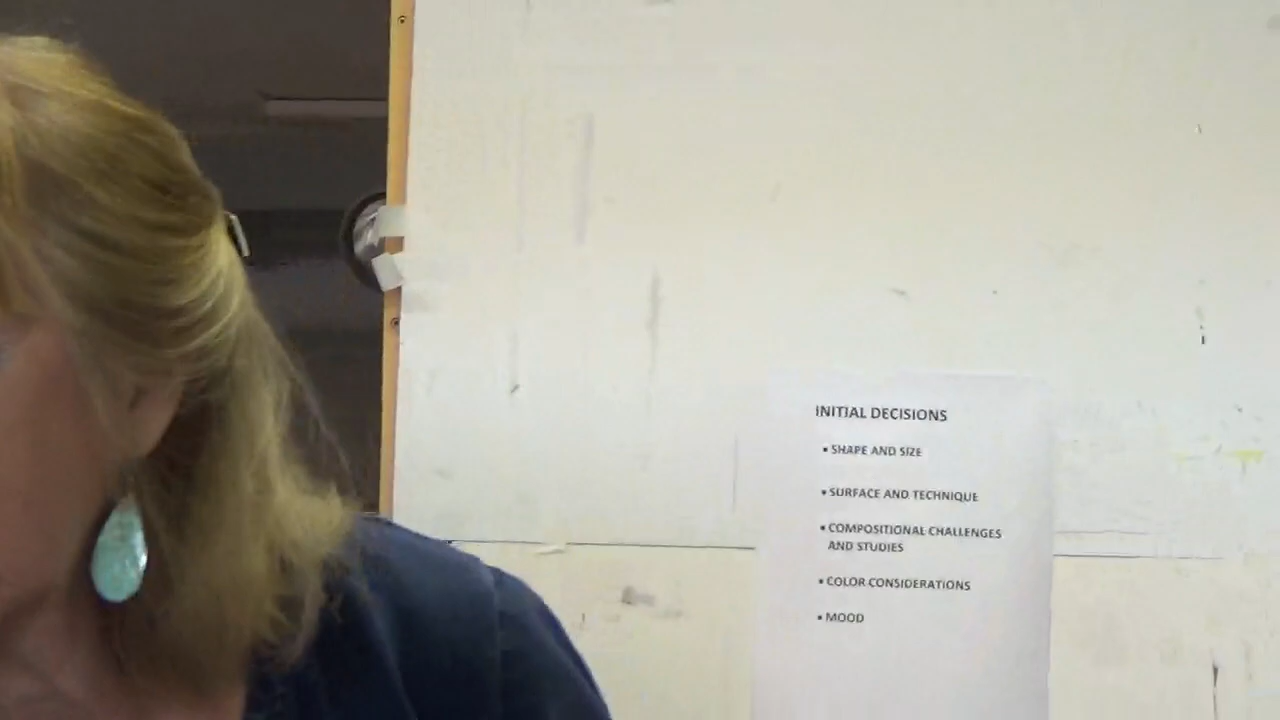 INITIAL DECISIONS
• SHAPE AND SIZE
• SURFACE AND TECHNIQUE
• COMPOSITIONAL CHALLENGES
AND STUDIES
• COLOR CONSIDERATIONS
• MOOD